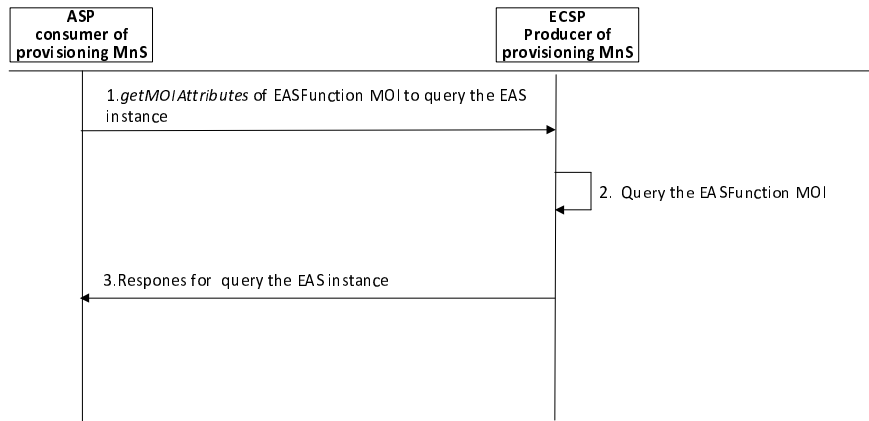 ASP
consumer of
provisioning MnS
ECSP
Producer of
provisioning MnS
1.getMOIAttributes of EASFunction MOI to query the EAS
instance
2. Query the EASFunction MOI
3.Respones for query the EAS instance